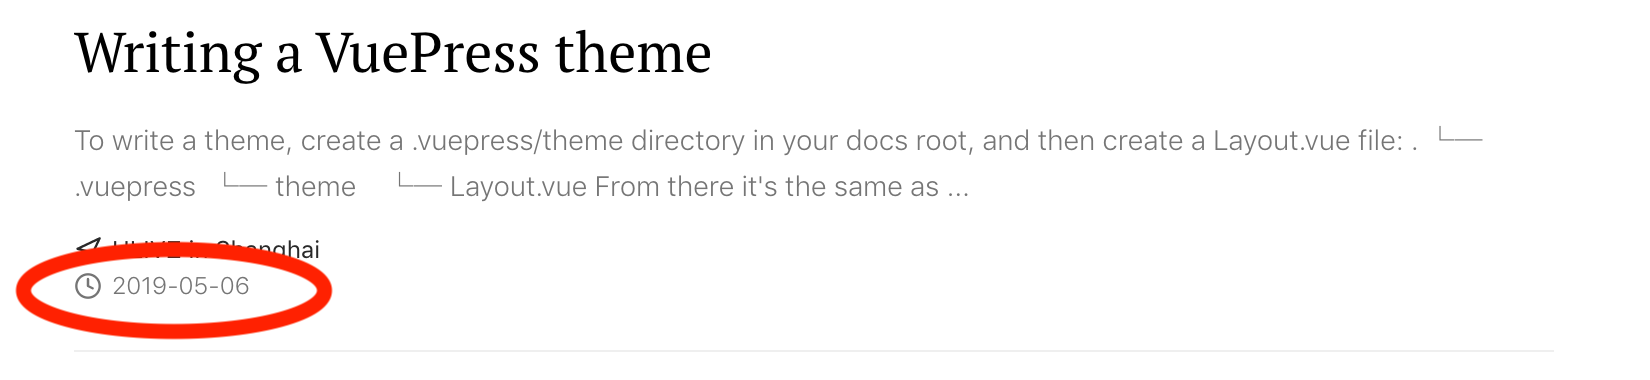 Writing a VuePress theme
To write a theme, create a .vuepress/theme directory in your docs root, and then create a Layout.vue file: . └──
.vuepress └── theme └── Layout.vue From there it's the same as ...
in Shanghai
2019-05-06